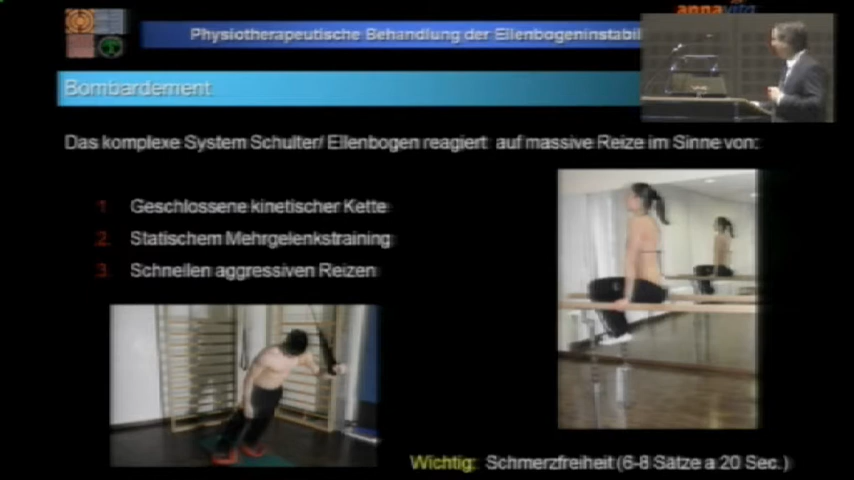 annavita
Physiotherapeutische Behandlung der Ellenbogeninstabil
Bombardement
Das komplexe System Schulter/ Ellenbogen reagiert auf massive Reize im Sinne von:
1 Geschlossene kinetischer Kette
2. Statischem Mehrgelenkstraining
3. Schnellen aggressiven Reizen
Wichtig: Schmerzfreiheit (6-8 Sätze a 20 Sec.)